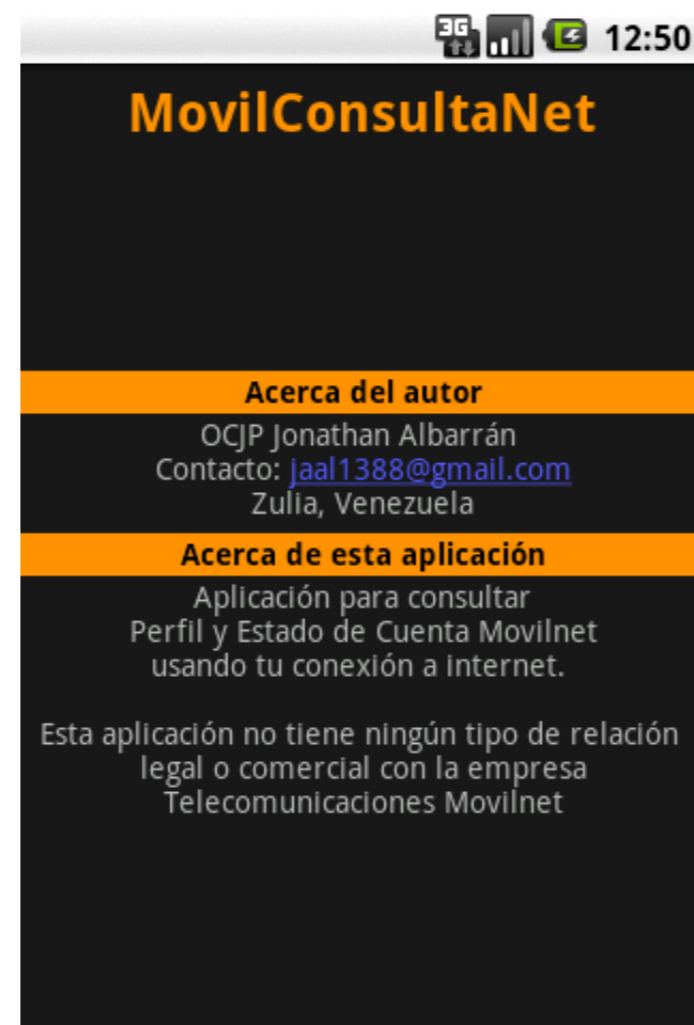 3G 12:50
MovilConsultaNet
Acerca del autor
OCJP Jonathan Albarrán
Contacto: jaal1388@gmail.com
Zulia, Venezuela
Acerca de esta aplicación
Aplicación para consultar
Perfil y Estado de Cuenta Movilnet
usando tu conexión a internet.
Esta aplicación no tiene ningún tipo de relación
legal o comercial con la empresa
Telecomunicaciones Movilnet